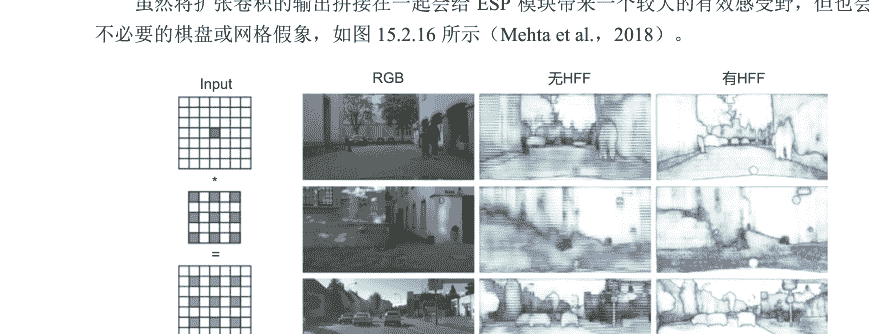 虽然将扩张卷积的输出拼接在一起会给 ESP 模块带来一个较大的有效感受野，但也会
不必要的棋盘或网格假象，如图 15.2.16 所示（Mehta et al.，2018）。
Input
RGB
无HFF
有HFF
*
=